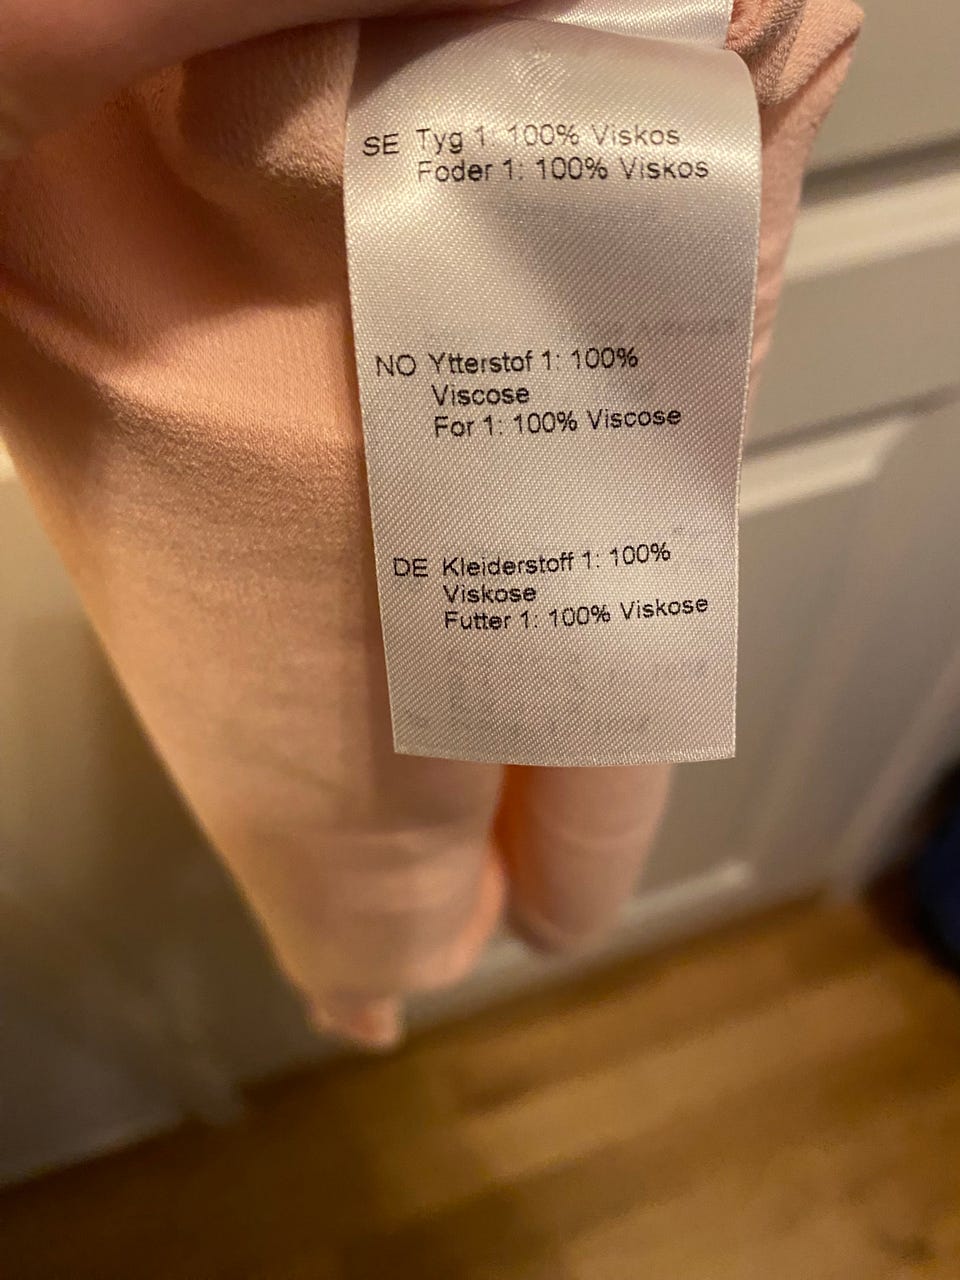 SE Tyg 1: 100% Viskos
Foder 1: 100% Viskos
NO Ytterstof 1: 100%
Viscose
For 1: 100% Viscose
DE Kleiderstoff 1: 100%
Viskose
Futter 1: 100% Viskose